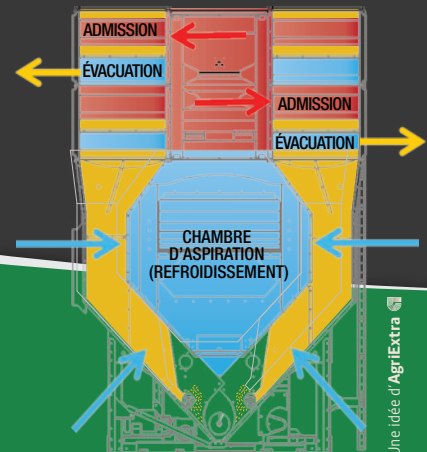 ADMISSION
ÉVACUATION
ADMISSION
ÉVACUATION
CHAMBRE
D'ASPIRATION
(REFROIDISSEMENT)
Une idée d'AgriExtra